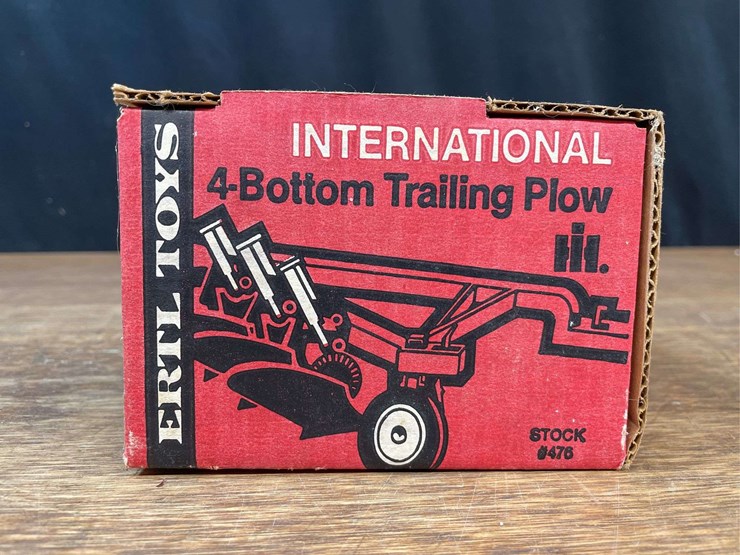 ERTL TOYS
INTERNATIONAL
4-Bottom Trailing Plow
IH.
STOCK
#476